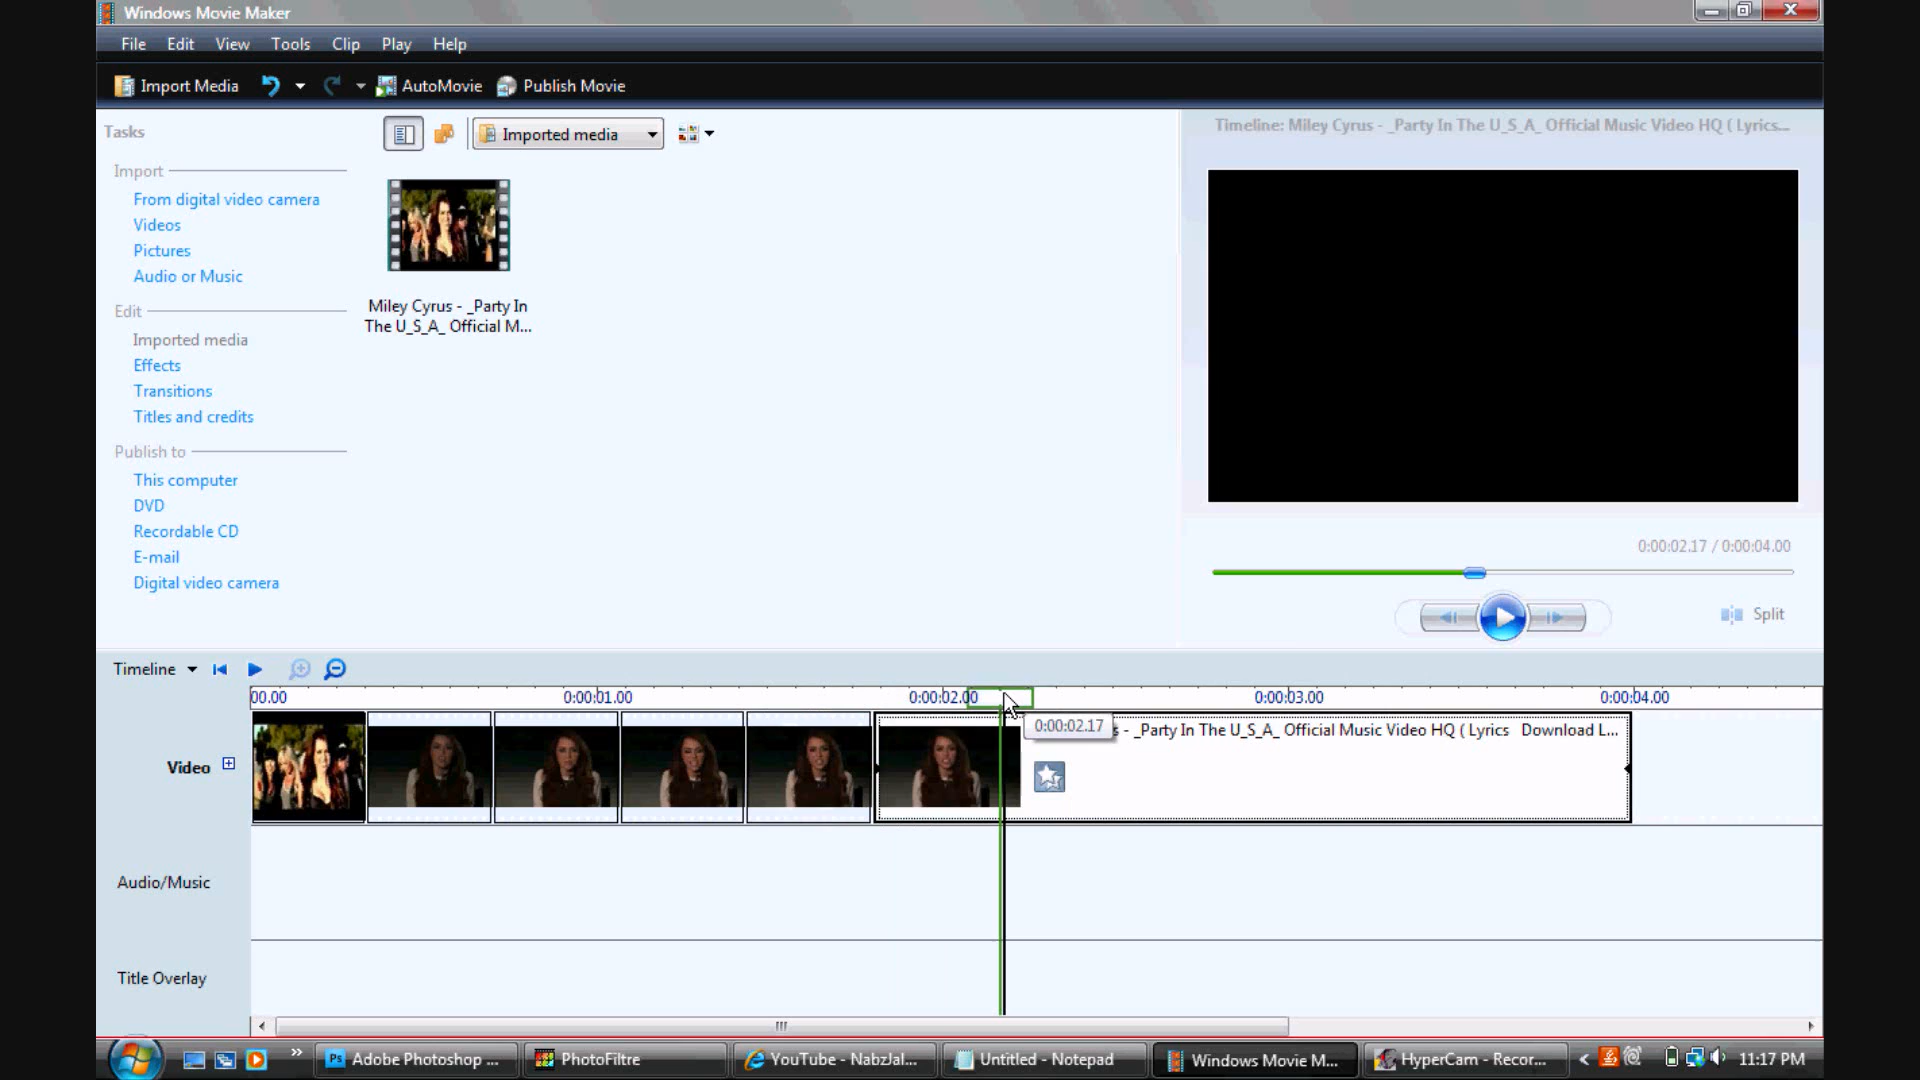 Windows Movie Maker
File Edit View Tools Clip Play Help
Import Media AutoMovie Publish Movie
Tasks
Import
From digital video camera
Videos
Pictures
Audio or Music
Edit
Imported media
Effects
Transitions
Titles and credits
Publish to
This computer
DVD
Recordable CD
E-mail
Digital video camera
Imported media
Miley Cyrus - _Party In
The U_S_A_ Official M...
Timeline: Miley Cyrus - _Party In The U_S_A_ Official Music Video HQ ( Lyrics...
0:00:02.17 / 0:00:04.00
Split
Timeline
00.00 0:00:01.00 0:00:02.00 0:00:03.00 0:00:04.00
0:00:02.17
s - _Party In The U_S_A_ Official Music Video HQ ( Lyrics Download L...
Video
Audio/Music
Title Overlay
Ps Adobe Photoshop ... PhotoFiltre YouTube - NabzJal... Untitled - Notepad Windows Movie M... HyperCam - Recor... 11:17 PM